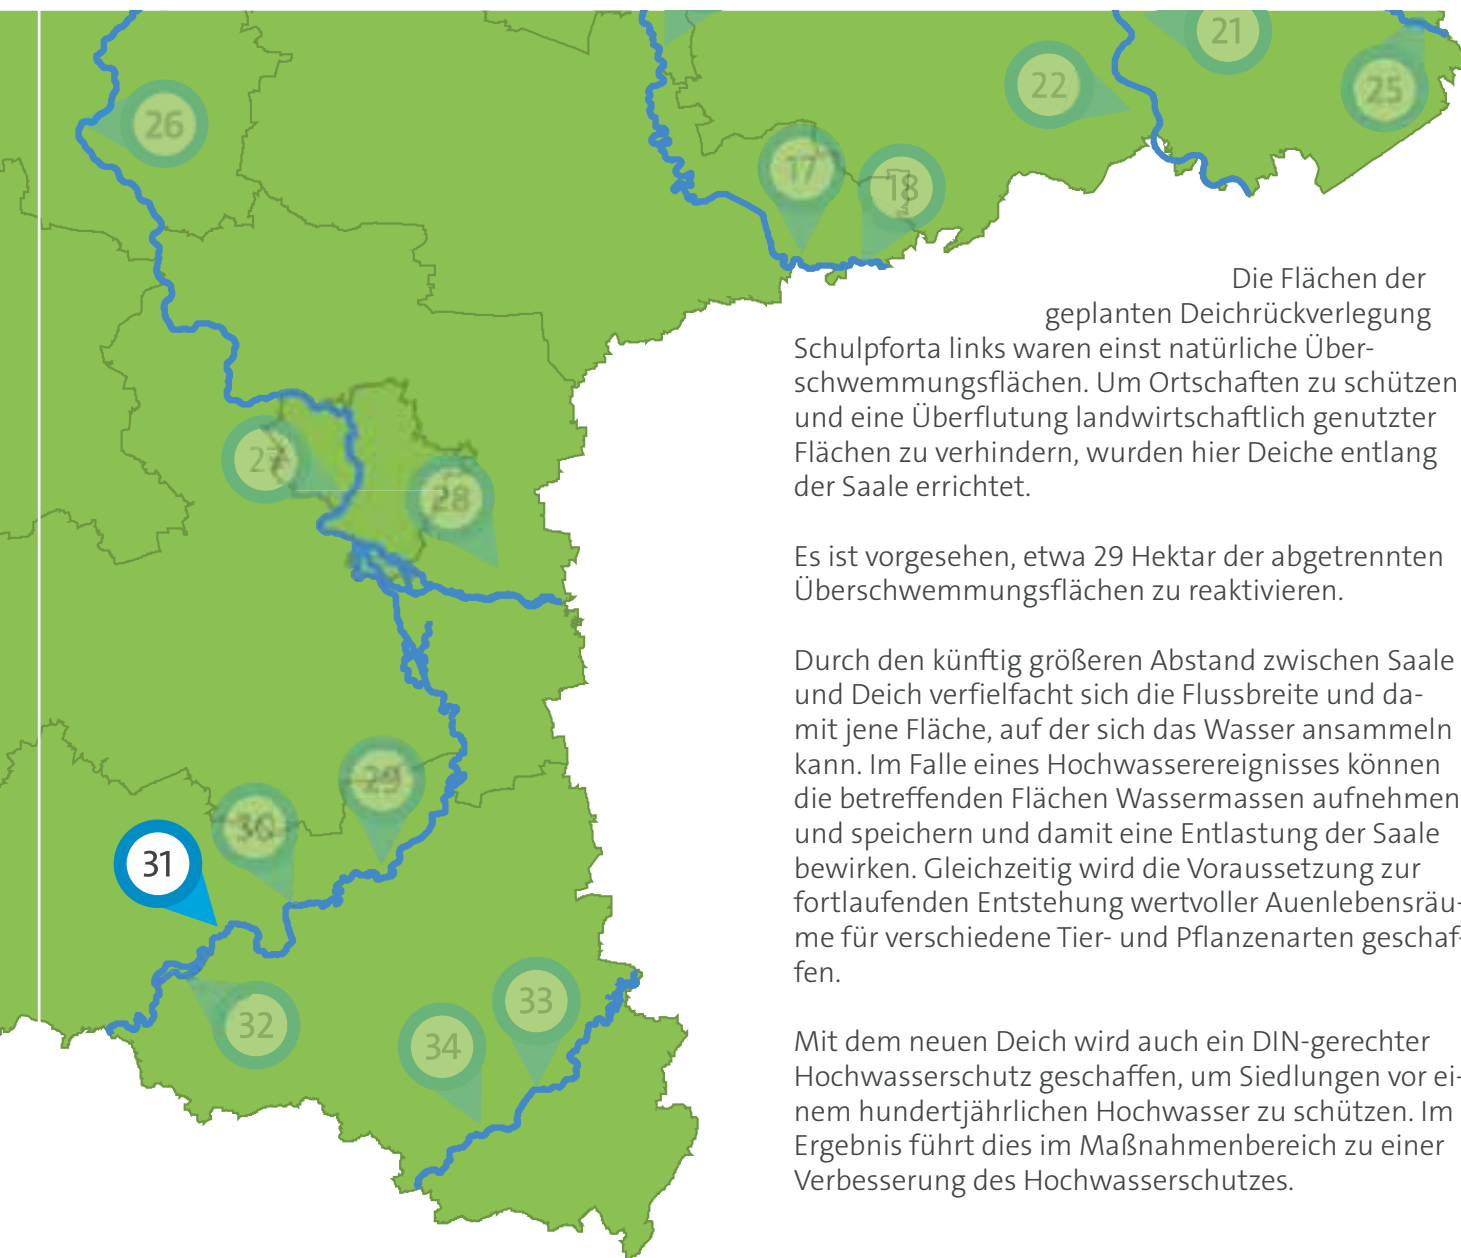 21
22
25
26
17
18
27
28
29
30
31
32
33
34
Die Flächen der
geplanten Deichrückverlegung
Schulpforta links waren einst natürliche Über-
schwemmungsflächen. Um Ortschaften zu schützen
und eine Überflutung landwirtschaftlich genutzter
Flächen zu verhindern, wurden hier Deiche entlang
der Saale errichtet.
Es ist vorgesehen, etwa 29 Hektar der abgetrennten
Überschwemmungsflächen zu reaktivieren.
Durch den künftig größeren Abstand zwischen Saale
und Deich verfielfacht sich die Flussbreite und da-
mit jene Fläche, auf der sich das Wasser ansammeln
kann. Im Falle eines Hochwasserereignisses können
die betreffenden Flächen Wassermassen aufnehmen
und speichern und damit eine Entlastung der Saale
bewirken. Gleichzeitig wird die Voraussetzung zur
fortlaufenden Entstehung wertvoller Auenlebensräu-
me für verschiedene Tier- und Pflanzenarten geschaf-
fen.
Mit dem neuen Deich wird auch ein DIN-gerechter
Hochwasserschutz geschaffen, um Siedlungen vor ei-
nem hundertjährlichen Hochwasser zu schützen. Im
Ergebnis führt dies im Maßnahmenbereich zu einer
Verbesserung des Hochwasserschutzes.